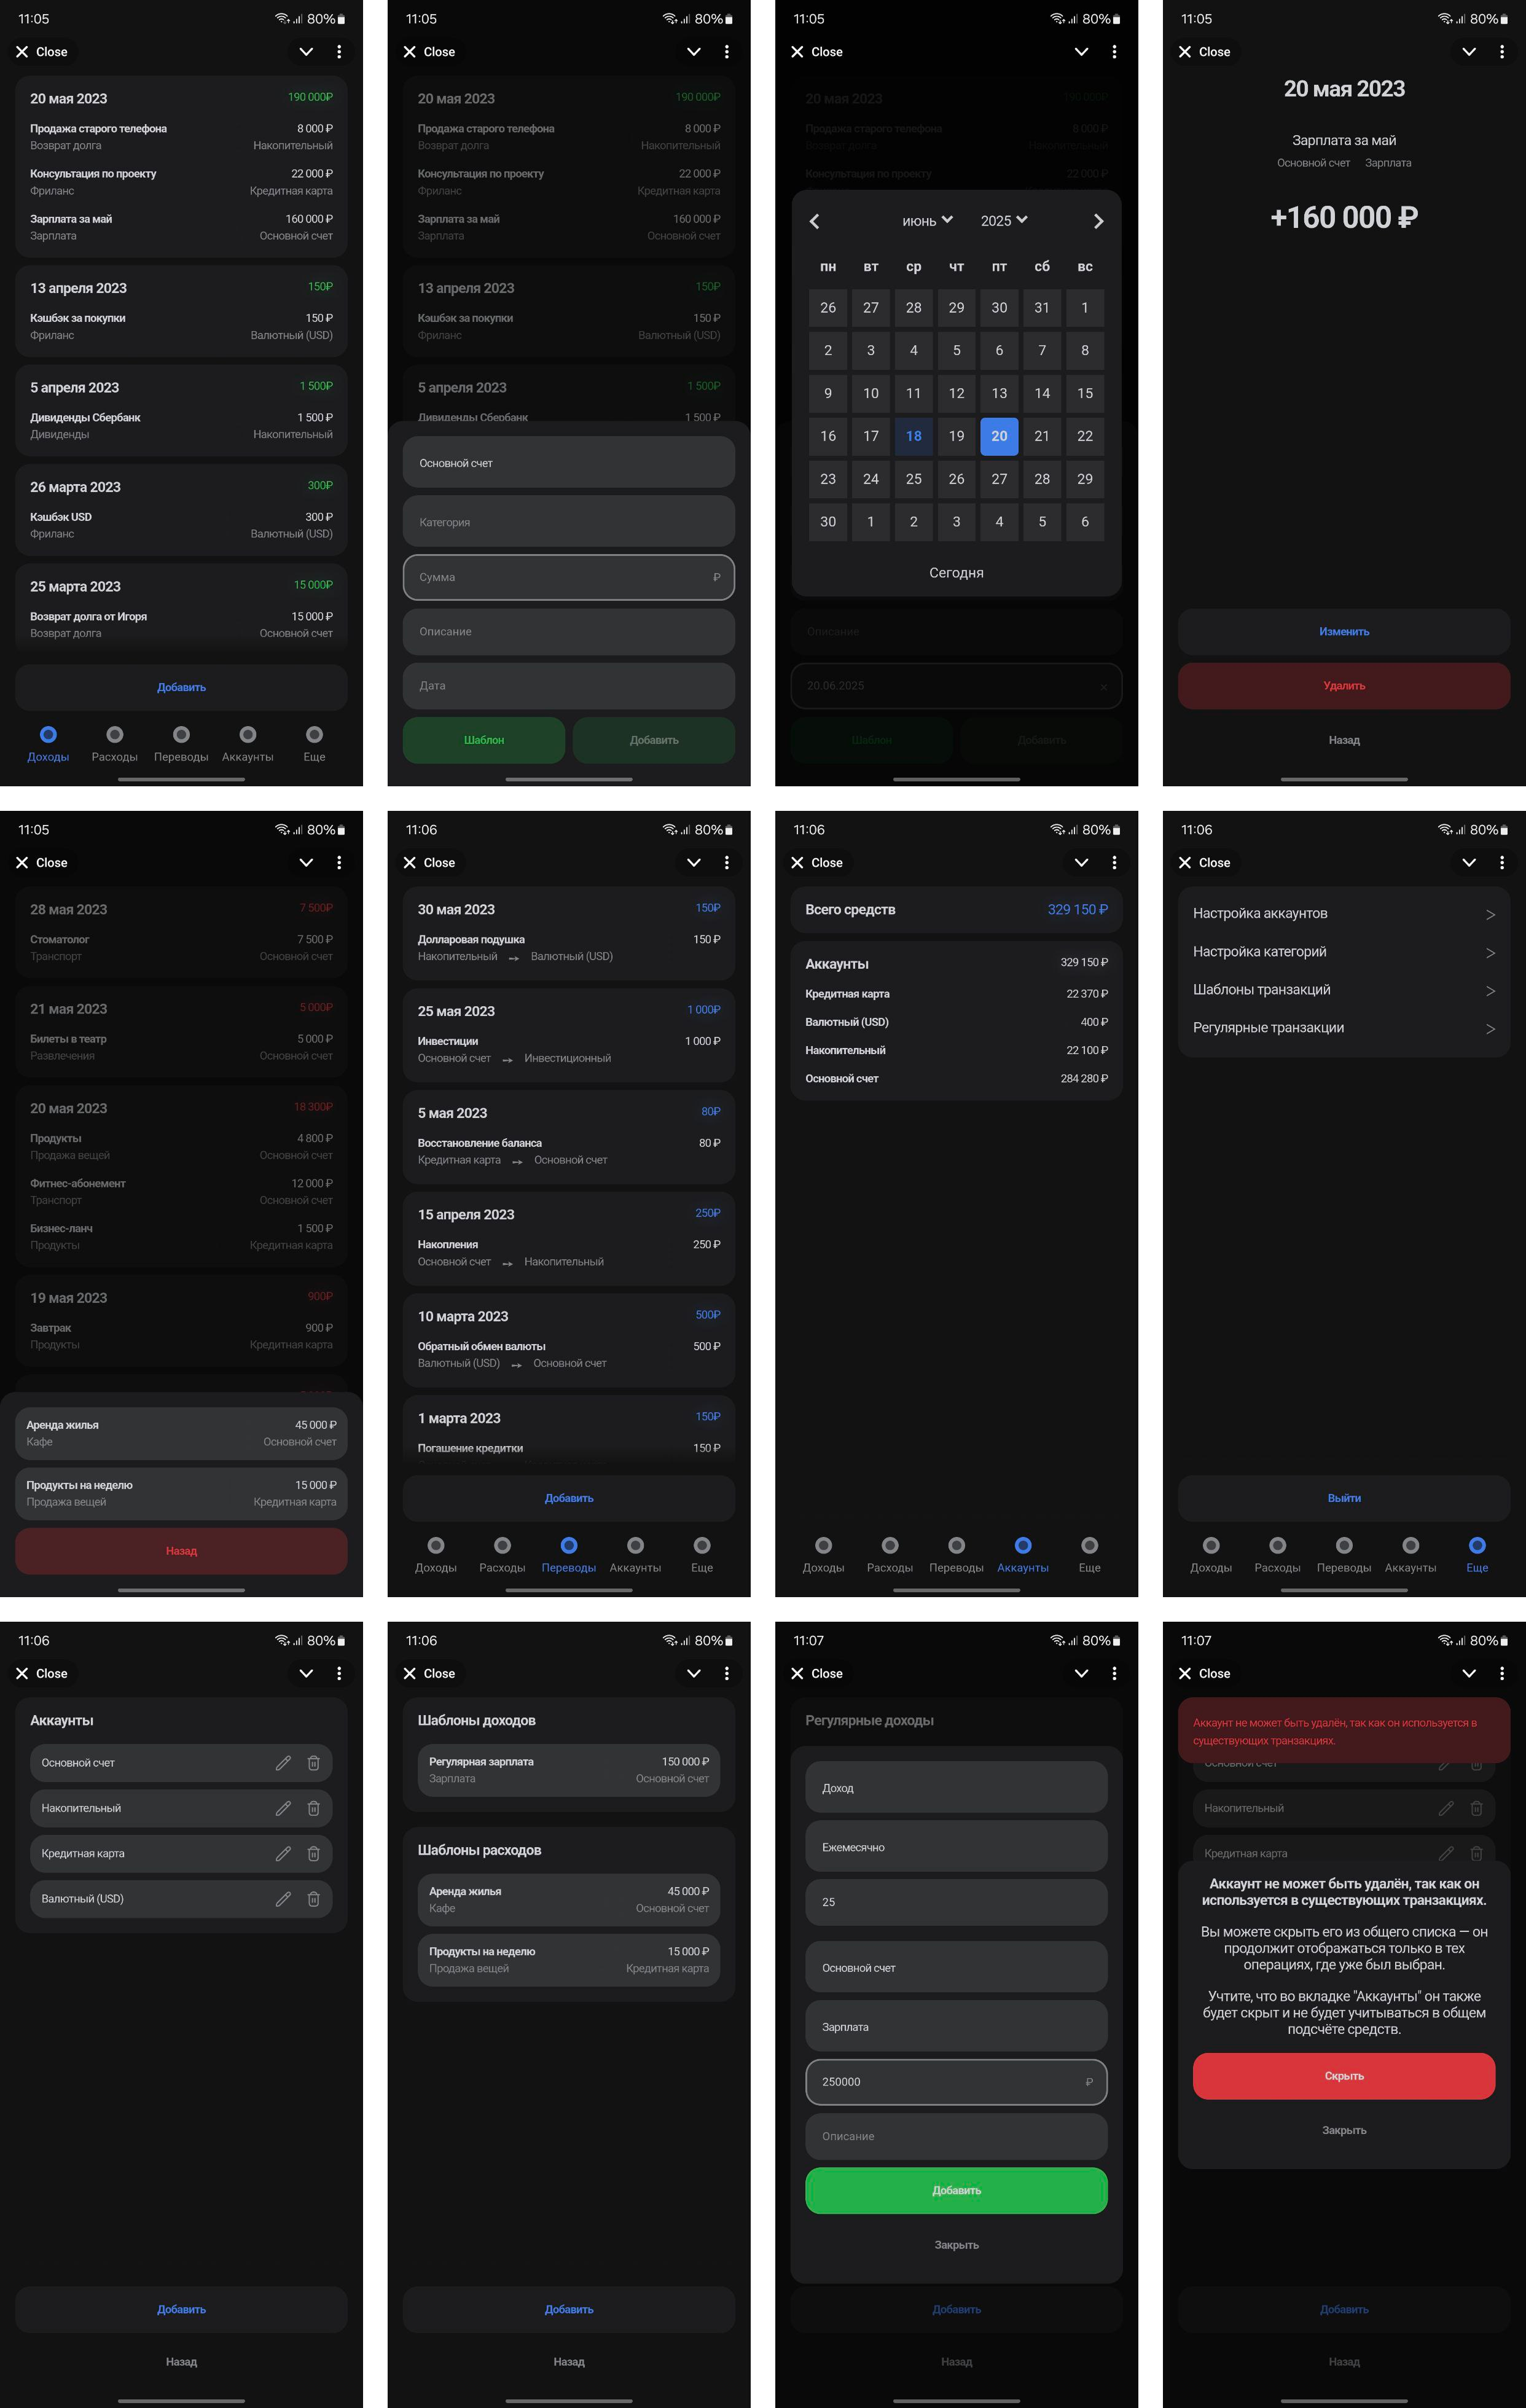 11:05
80%
Close
20 мая 2023 190 000₽
Продажа старого телефона 8 000 ₽
Возврат долга Накопительный
Консультация по проекту 22 000 ₽
Фриланс Кредитная карта
Зарплата за май 160 000 ₽
Зарплата Основной счет
13 апреля 2023 150₽
Кэшбэк за покупки 150 ₽
Фриланс Валютный (USD)
5 апреля 2023 1 500₽
Дивиденды Сбербанк 1 500 ₽
Дивиденды Накопительный
26 марта 2023 300₽
Кэшбэк USD 300 ₽
Фриланс Валютный (USD)
25 марта 2023 15 000₽
Возврат долга от Игоря 15 000 ₽
Возврат долга Основной счет
Добавить
Доходы Расходы Переводы Аккаунты Еще
11:05
80%
Close
20 мая 2023 190 000₽
Продажа старого телефона 8 000 ₽
Возврат долга Накопительный
Консультация по проекту 22 000 ₽
Фриланс Кредитная карта
Зарплата за май 160 000 ₽
Зарплата Основной счет
13 апреля 2023 150₽
Кэшбэк за покупки 150 ₽
Фриланс Валютный (USD)
5 апреля 2023 1 500₽
Дивиденды Сбербанк 1 500 ₽
Основной счет
Категория
Сумма ₽
Описание
Дата
Шаблон Добавить
11:05
80%
Close
20 мая 2023 190 000₽
Продажа старого телефона 8 000 ₽
Возврат долга Накопительный
Консультация по проекту 22 000 ₽
июнь 2025
пн вт ср чт пт сб вс
26 27 28 29 30 31 1
2 3 4 5 6 7 8
9 10 11 12 13 14 15
16 17 18 19 20 21 22
23 24 25 26 27 28 29
30 1 2 3 4 5 6
Сегодня
Описание
20.06.2025
Шаблон Добавить
11:05
80%
Close
20 мая 2023
Зарплата за май
Основной счет Зарплата
+160 000 ₽
Изменить
Удалить
Назад
11:05
80%
Close
28 мая 2023 7 500₽
Стоматолог 7 500 ₽
Транспорт Основной счет
21 мая 2023 5 000₽
Билеты в театр 5 000 ₽
Развлечения Основной счет
20 мая 2023 18 300₽
Продукты 4 800 ₽
Продажа вещей Основной счет
Фитнес-абонемент 12 000 ₽
Транспорт Основной счет
Бизнес-ланч 1 500 ₽
Продукты Кредитная карта
19 мая 2023 900₽
Завтрак 900 ₽
Продукты Кредитная карта
Аренда жилья 45 000 ₽
Кафе Основной счет
Продукты на неделю 15 000 ₽
Продажа вещей Кредитная карта
Назад
11:06
80%
Close
30 мая 2023 150₽
Долларовая подушка 150 ₽
Накопительный → Валютный (USD)
25 мая 2023 1 000₽
Инвестиции 1 000 ₽
Основной счет → Инвестиционный
5 мая 2023 80₽
Восстановление баланса 80 ₽
Кредитная карта → Основной счет
15 апреля 2023 250₽
Накопления 250 ₽
Основной счет → Накопительный
10 марта 2023 500₽
Обратный обмен валюты 500 ₽
Валютный (USD) → Основной счет
1 марта 2023 150₽
Погашение кредитки 150 ₽
Добавить
Доходы Расходы Переводы Аккаунты Еще
11:06
80%
Close
Всего средств 329 150 ₽
Аккаунты 329 150 ₽
Кредитная карта 22 370 ₽
Валютный (USD) 400 ₽
Накопительный 22 100 ₽
Основной счет 284 280 ₽
Доходы Расходы Переводы Аккаунты Еще
11:06
80%
Close
Настройка аккаунтов >
Настройка категорий >
Шаблоны транзакций >
Регулярные транзакции >
Выйти
Доходы Расходы Переводы Аккаунты Еще
11:06
80%
Close
Аккаунты
Основной счет
Накопительный
Кредитная карта
Валютный (USD)
Добавить
Назад
11:06
80%
Close
Шаблоны доходов
Регулярная зарплата 150 000 ₽
Зарплата Основной счет
Шаблоны расходов
Аренда жилья 45 000 ₽
Кафе Основной счет
Продукты на неделю 15 000 ₽
Продажа вещей Кредитная карта
Добавить
Назад
11:07
80%
Close
Регулярные доходы
Доход
Ежемесячно
25
Основной счет
Зарплата
250000 ₽
Описание
Добавить
Закрыть
Добавить
Назад
11:07
80%
Close
Аккаунт не может быть удалён, так как он используется в
существующих транзакциях.
Основной счет
Накопительный
Кредитная карта
Аккаунт не может быть удалён, так как он
используется в существующих транзакциях.
Вы можете скрыть его из общего списка — он
продолжит отображаться только в тех
операциях, где уже был выбран.
Учтите, что во вкладке "Аккаунты" он также
будет скрыт и не будет учитываться в общем
подсчёте средств.
Скрыть
Закрыть
Добавить
Назад